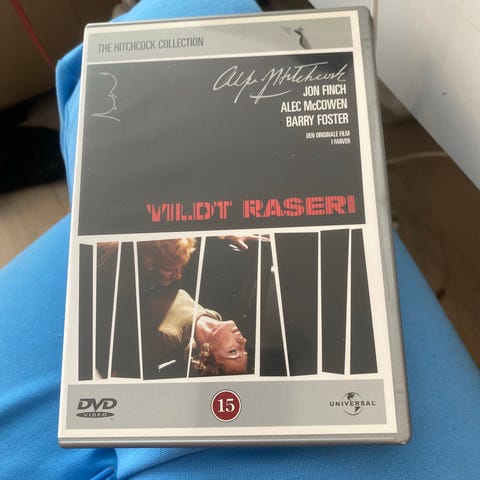 THE HITCHCOCK COLLECTION
Alfred Hitchcock
JON FINCH
ALEC McCOWEN
BARRY FOSTER
DEN ORIGINALE FILM
I FARVER
VILDT RASERI
DVD
VIDEO
15
UNIVERSAL